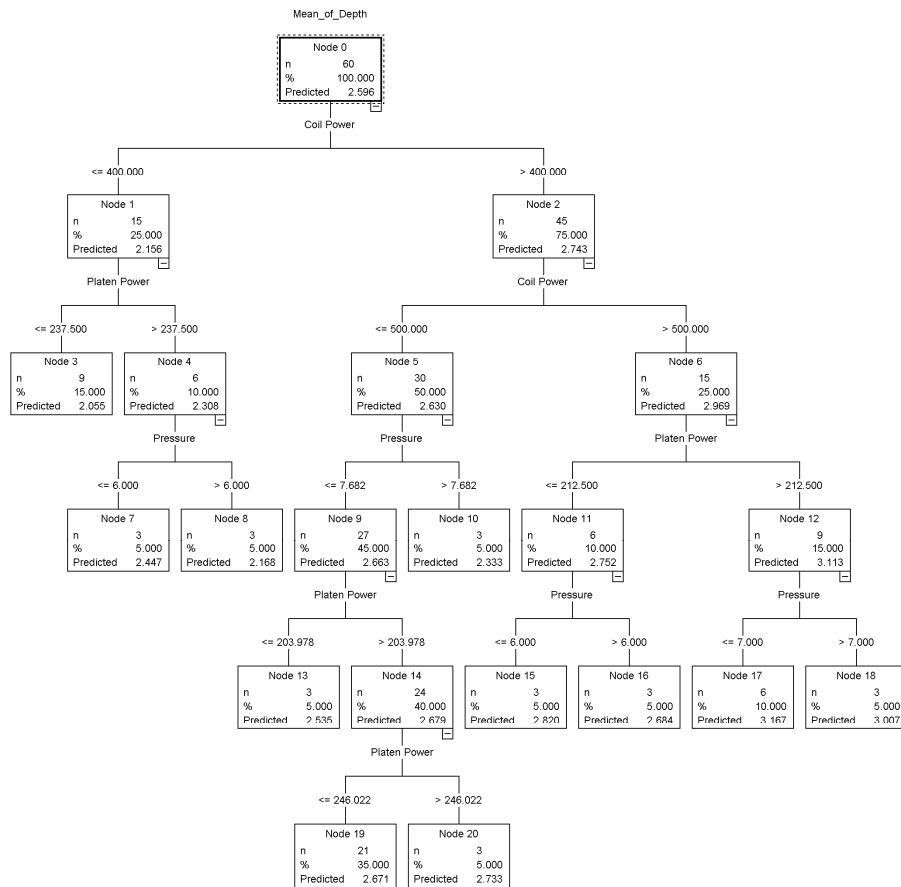 Mean_of_Depth
Node 0
n 60
% 100.000
Predicted 2.596
Coil Power
<= 400.000 > 400.000
Node 1
n 15
% 25.000
Predicted 2.156
Node 2
n 45
% 75.000
Predicted 2.743
Platen Power
Coil Power
<= 237.500 > 237.500 <= 500.000 > 500.000
Node 3
n 9
% 15.000
Predicted 2.055
Node 4
n 6
% 10.000
Predicted 2.308
Node 5
n 30
% 50.000
Predicted 2.630
Node 6
n 15
% 25.000
Predicted 2.969
Pressure
Pressure
Platen Power
<= 6.000 > 6.000 <= 7.682 > 7.682 <= 212.500 > 212.500
Node 7
n 3
% 5.000
Predicted 2.447
Node 8
n 3
% 5.000
Predicted 2.168
Node 9
n 27
% 45.000
Predicted 2.663
Node 10
n 3
% 5.000
Predicted 2.333
Node 11
n 6
% 10.000
Predicted 2.752
Node 12
n 9
% 15.000
Predicted 3.113
Platen Power
Pressure
Pressure
<= 203.978 > 203.978 <= 6.000 > 6.000 <= 7.000 > 7.000
Node 13
n 3
% 5.000
Predicted 2.535
Node 14
n 24
% 40.000
Predicted 2.679
Node 15
n 3
% 5.000
Predicted 2.820
Node 16
n 3
% 5.000
Predicted 2.684
Node 17
n 6
% 10.000
Predicted 3.167
Node 18
n 3
% 5.000
Predicted 3.007
Platen Power
<= 246.022 > 246.022
Node 19
n 21
% 35.000
Predicted 2.671
Node 20
n 3
% 5.000
Predicted 2.733